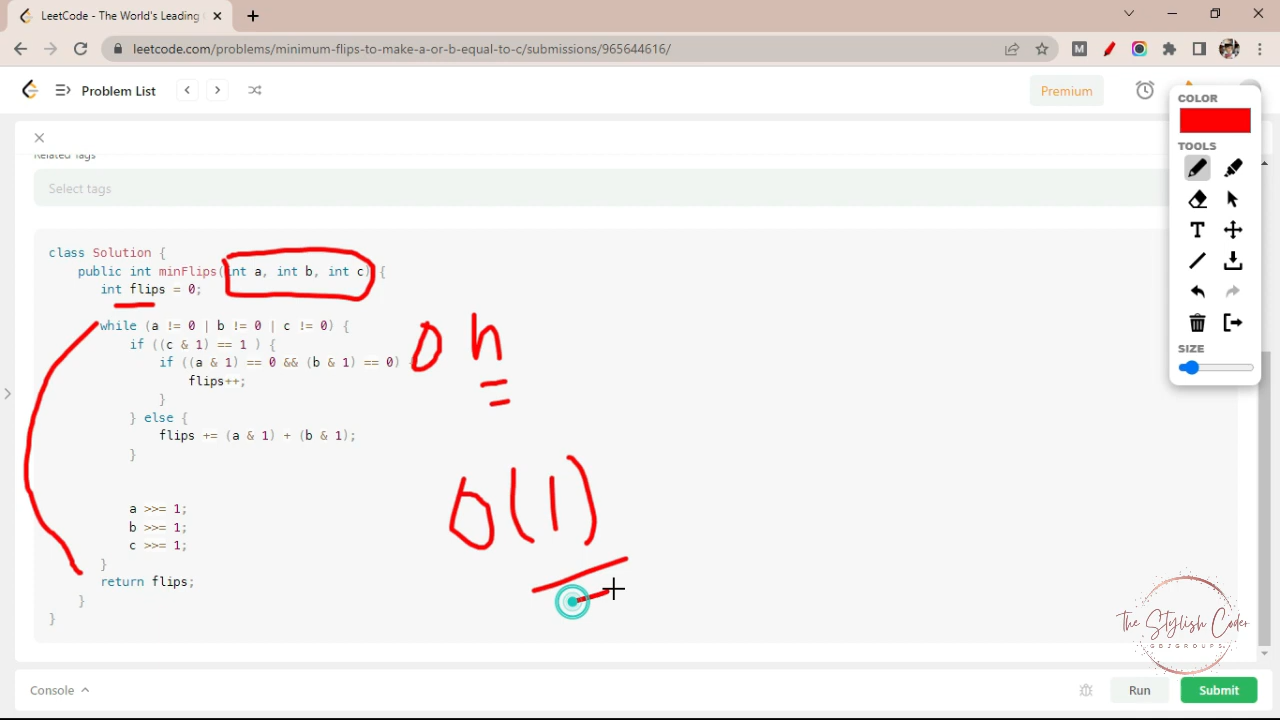 LeetCode - The World's Leading
leetcode.com/problems/minimum-flips-to-make-a-or-b-equal-to-c/submissions/965644616/
Problem List
Premium
COLOR
TOOLS
SIZE
Related Tags
Select tags
class Solution {
public int minFlips(int a, int b, int c) {
int flips = 0;
while (a != 0 | b != 0 | c != 0) {
if ((c & 1) == 1 ) {
if ((a & 1) == 0 && (b & 1) == 0)
flips++;
}
} else {
flips += (a & 1) + (b & 1);
}
a >>= 1;
b >>= 1;
c >>= 1;
}
return flips;
}
}
O n
O(1)
The Stylish Coder
GBJGROUPS
Console
Run
Submit